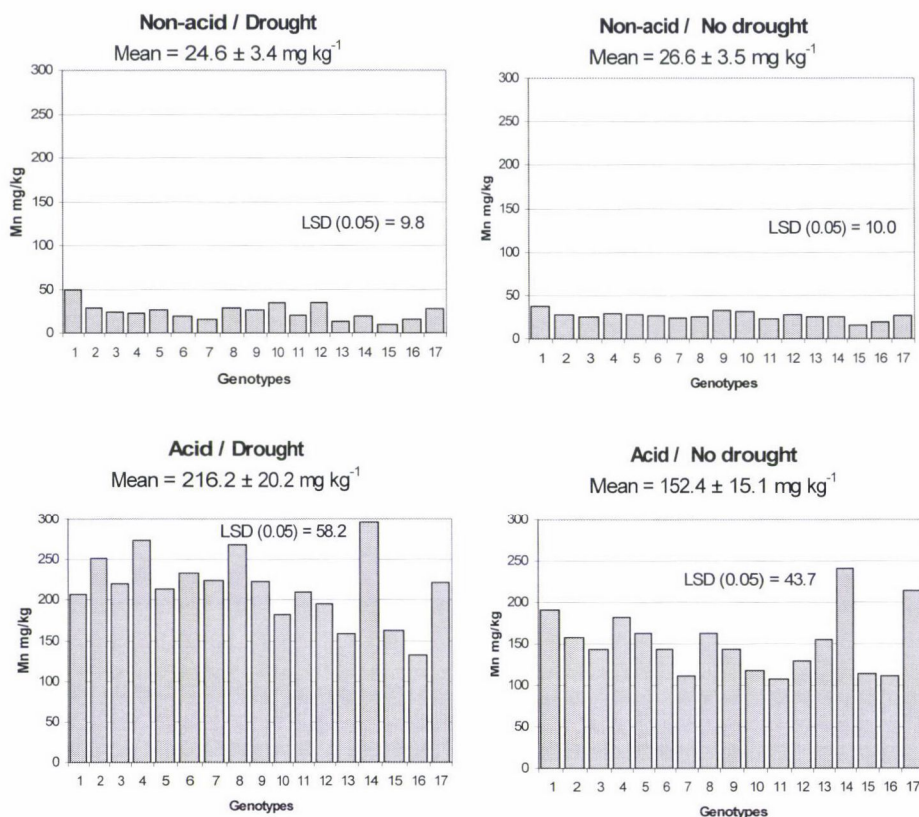 Non-acid / Drought
Mean = 24.6 ± 3.4 mg kg⁻¹
300
250
200
150
100
50
0
Mn mg/kg
LSD (0.05) = 9.8
1 2 3 4 5 6 7 8 9 10 11 12 13 14 15 16 17
Genotypes
Non-acid / No drought
Mean = 26.6 ± 3.5 mg kg⁻¹
300
250
200
150
100
50
0
Mn mg/kg
LSD (0.05) = 10.0
1 2 3 4 5 6 7 8 9 10 11 12 13 14 15 16 17
Genotypes
Acid / Drought
Mean = 216.2 ± 20.2 mg kg⁻¹
300
250
200
150
100
50
0
Mn mg/kg
LSD (0.05) = 58.2
1 2 3 4 5 6 7 8 9 10 11 12 13 14 15 16 17
Genotypes
Acid / No drought
Mean = 152.4 ± 15.1 mg kg⁻¹
300
250
200
150
100
50
0
Mn mg/kg
LSD (0.05) = 43.7
1 2 3 4 5 6 7 8 9 10 11 12 13 14 15 16 17
Genotypes